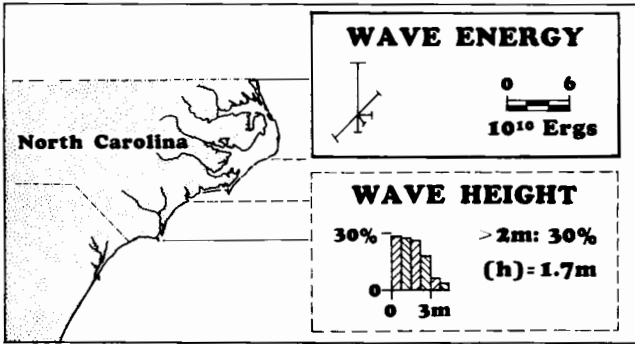 North Carolina
WAVE ENERGY
0 6
10¹⁰ Ergs
WAVE HEIGHT
30%
0
0 3m
>2m: 30%
(h)=1.7m